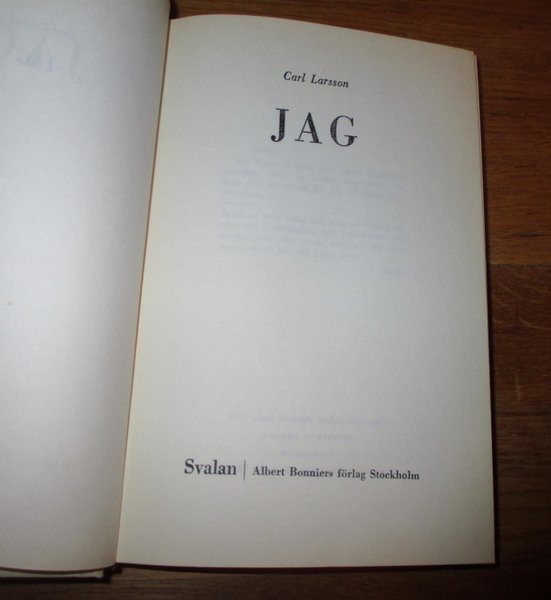 Carl Larsson
JAG
Svalan | Albert Bonniers förlag Stockholm